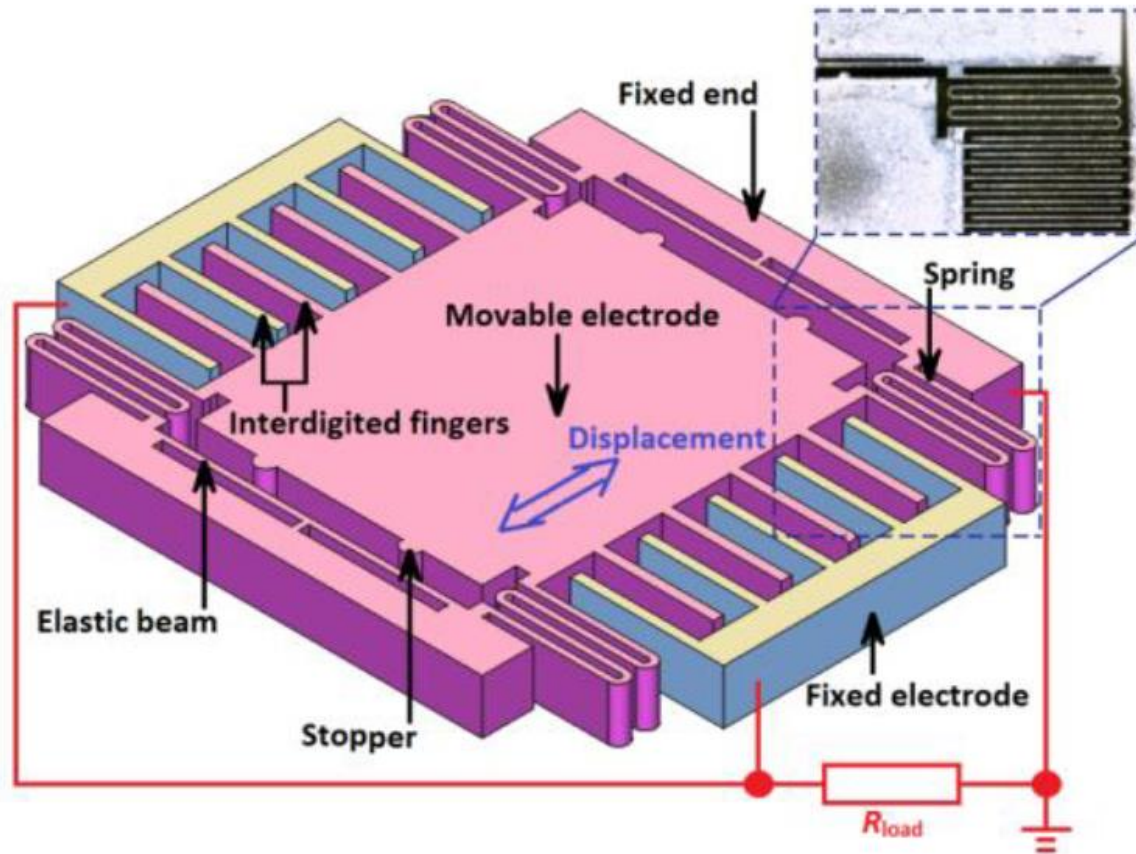 Fixed end
Spring
Movable electrode
Interdigited fingers
Displacement
Elastic beam
Fixed electrode
Stopper
Rload